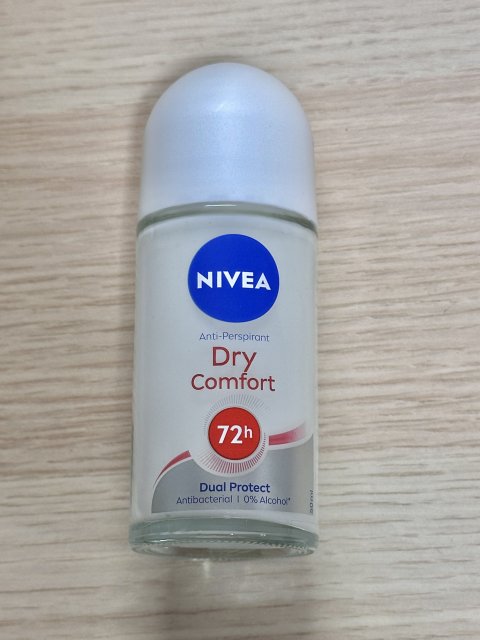 NIVEA
Anti-Perspirant
Dry
Comfort
72h
Dual Protect
Antibacterial | 0% Alcohol*